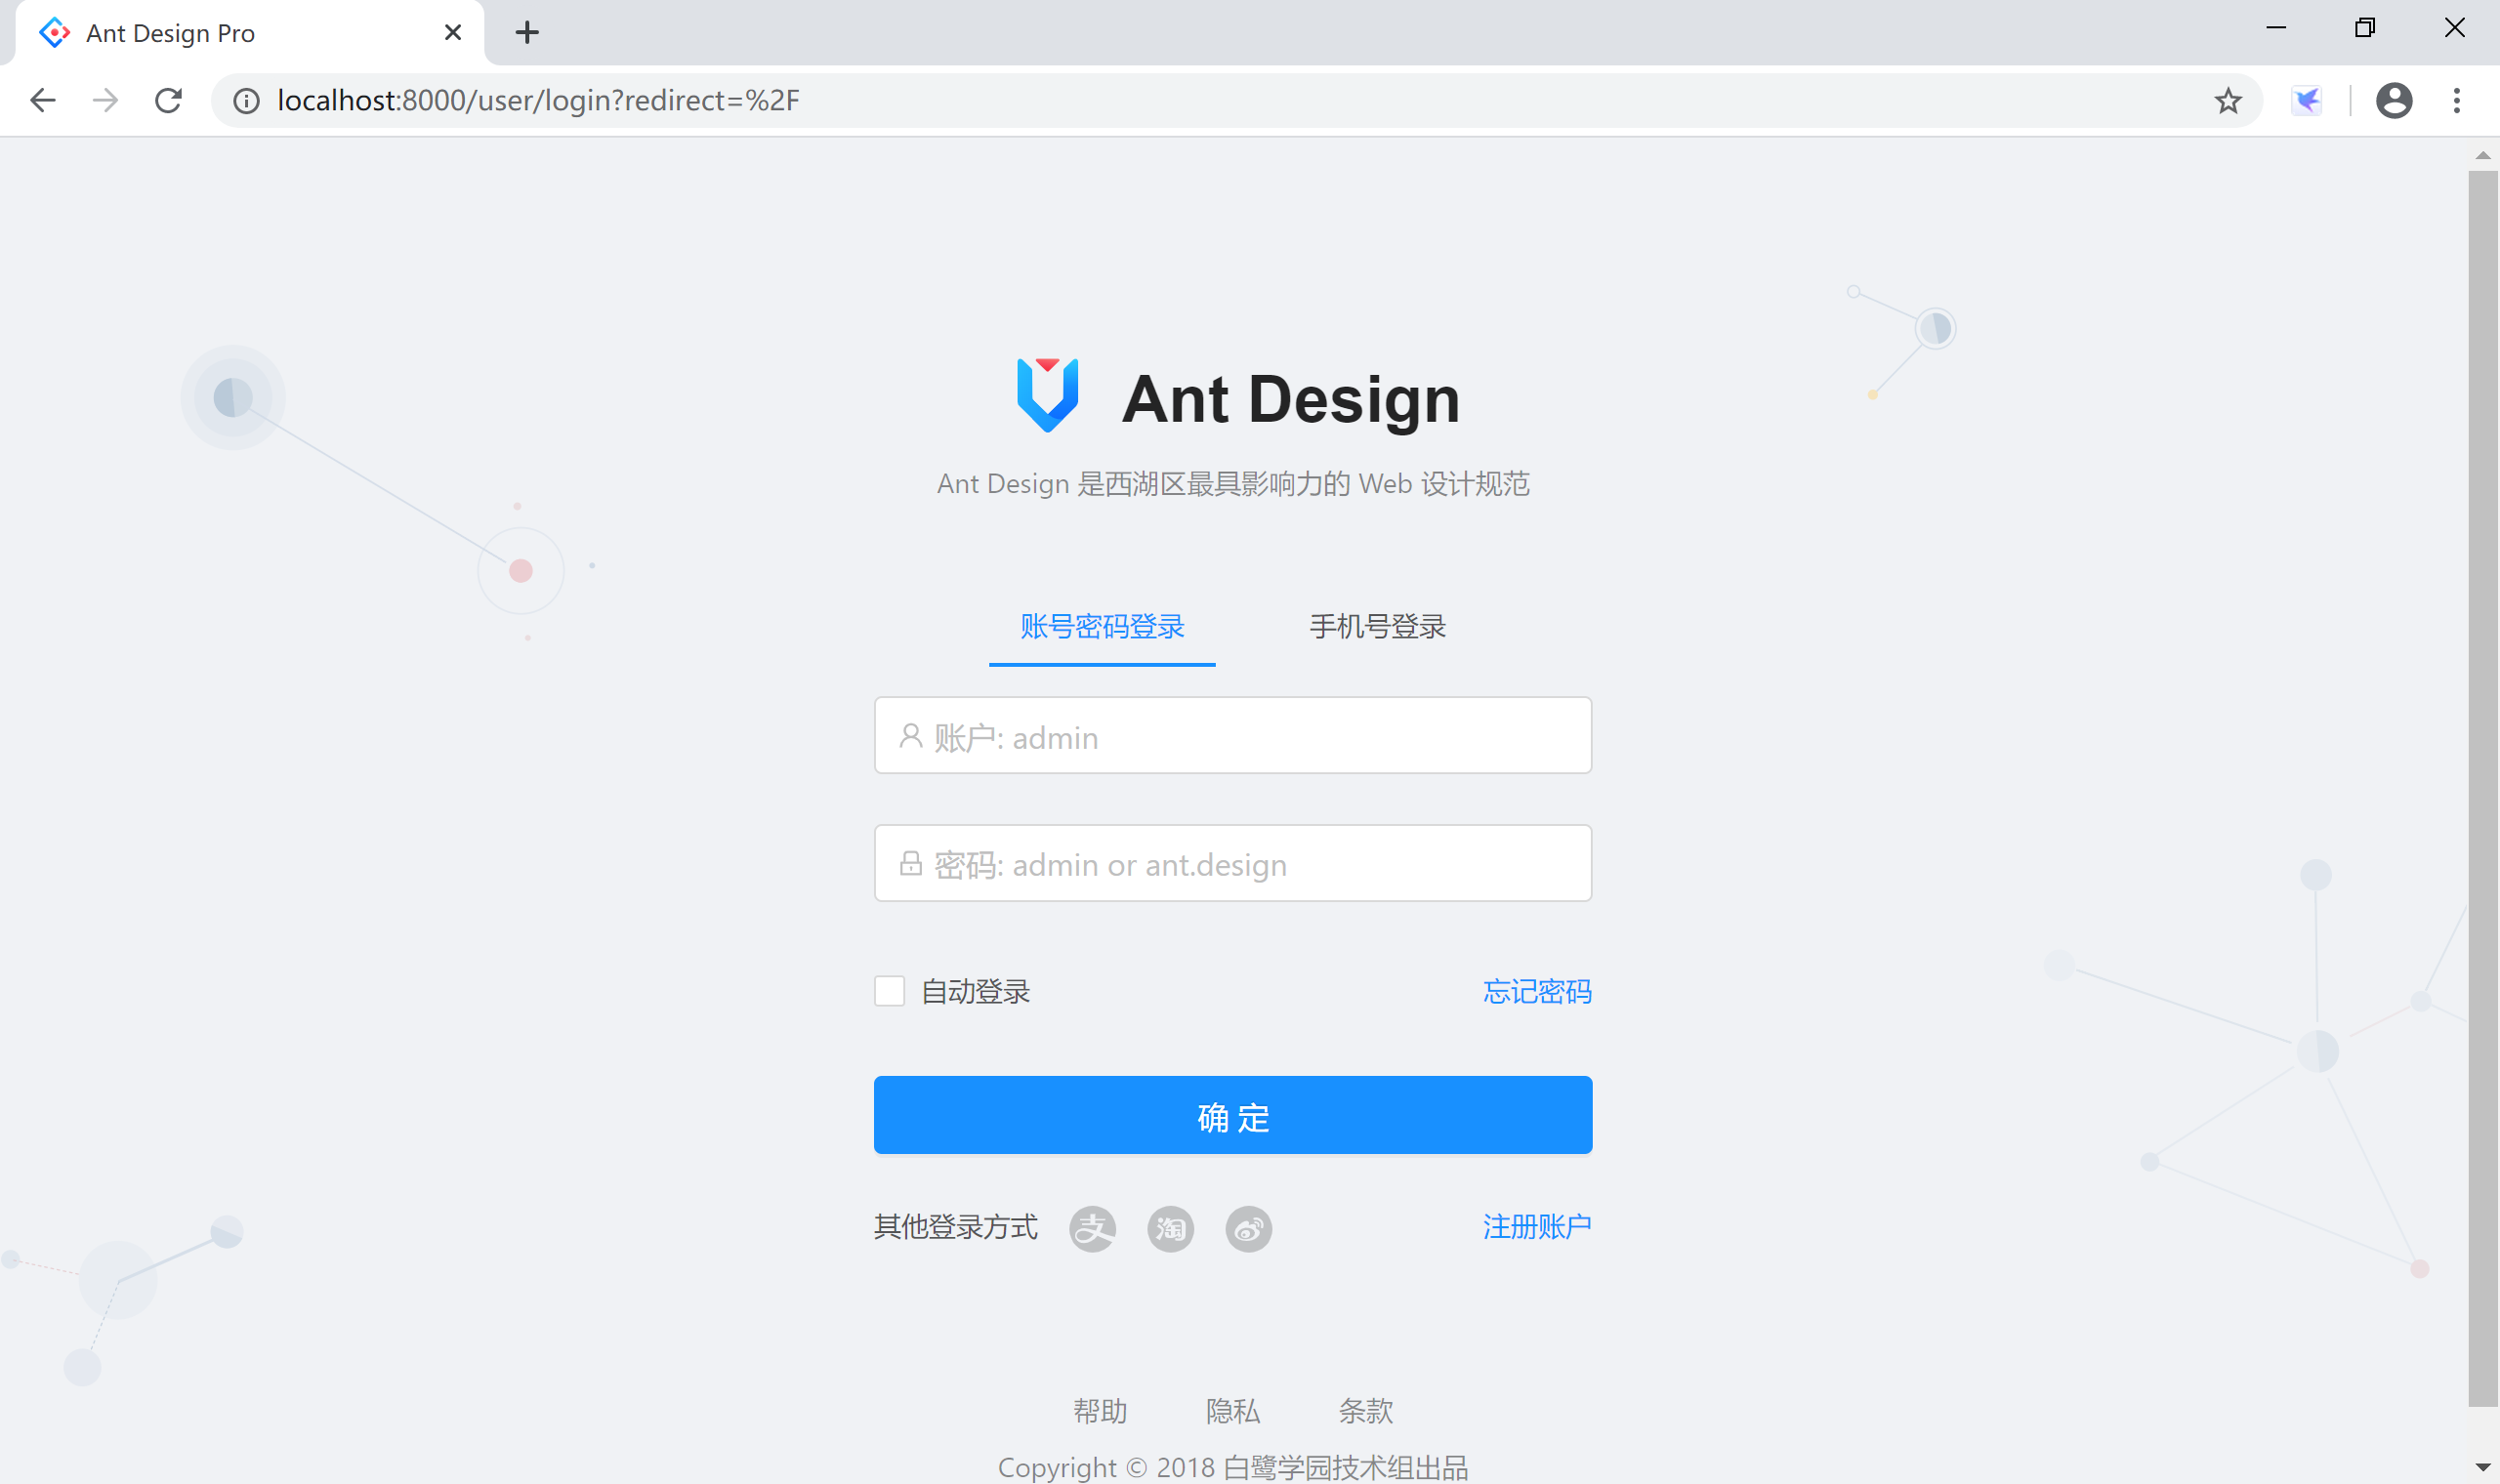 Ant Design Pro
localhost:8000/user/login?redirect=%2F
Ant Design
Ant Design 是西湖区最具影响力的 Web 设计规范
账号密码登录 手机号登录
账户: admin
密码: admin or ant.design
自动登录 忘记密码
确 定
其他登录方式 支 淘 注册账户
帮助 隐私 条款
Copyright © 2018 白鹭学园技术组出品